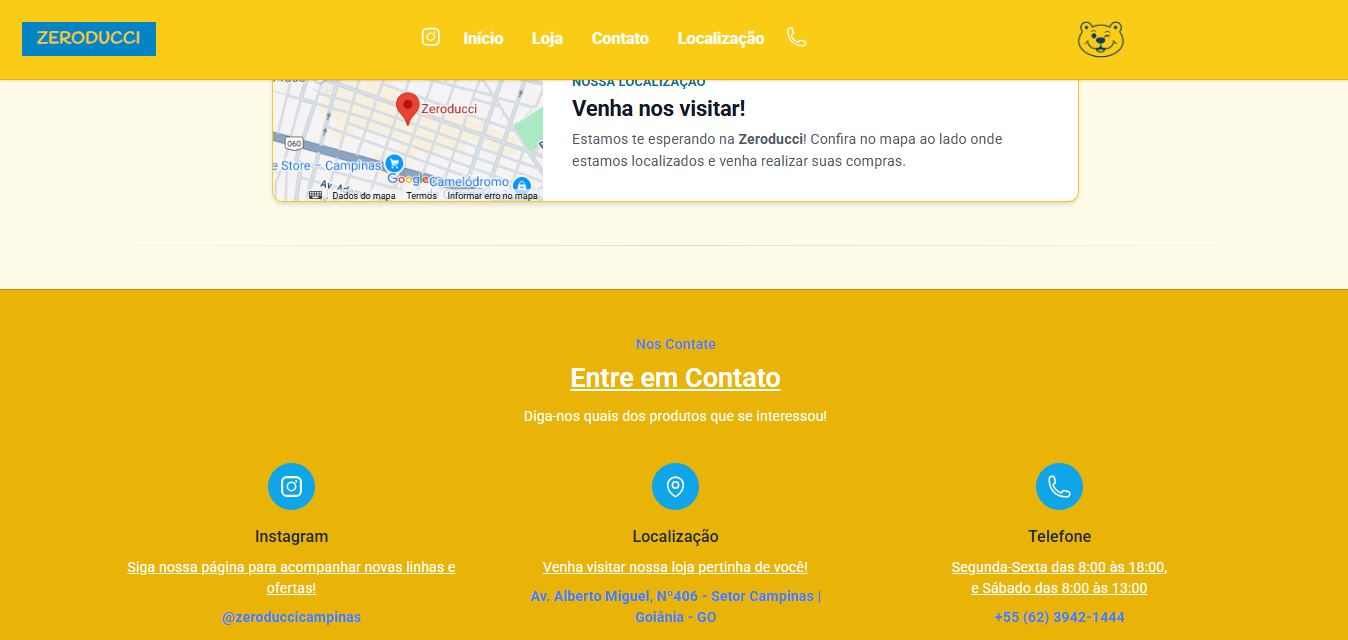 ZERODUCCI
Início Loja Contato Localização
NOSSA LOCALIZAÇÃO
Venha nos visitar!
Estamos te esperando na Zeroducci! Confira no mapa ao lado onde
estamos localizados e venha realizar suas compras.
Zeroducci
060
e Store – Campinas
Google
Camelódromo
Dados do mapa Termos Informar erro no mapa
Nos Contate
Entre em Contato
Diga-nos quais dos produtos que se interessou!
Instagram
Siga nossa página para acompanhar novas linhas e
ofertas!
@zeroduccicampinas
Localização
Venha visitar nossa loja pertinha de você!
Av. Alberto Miguel, Nº406 - Setor Campinas |
Goiânia - GO
Telefone
Segunda-Sexta das 8:00 às 18:00,
e Sábado das 8:00 às 13:00
+55 (62) 3942-1444